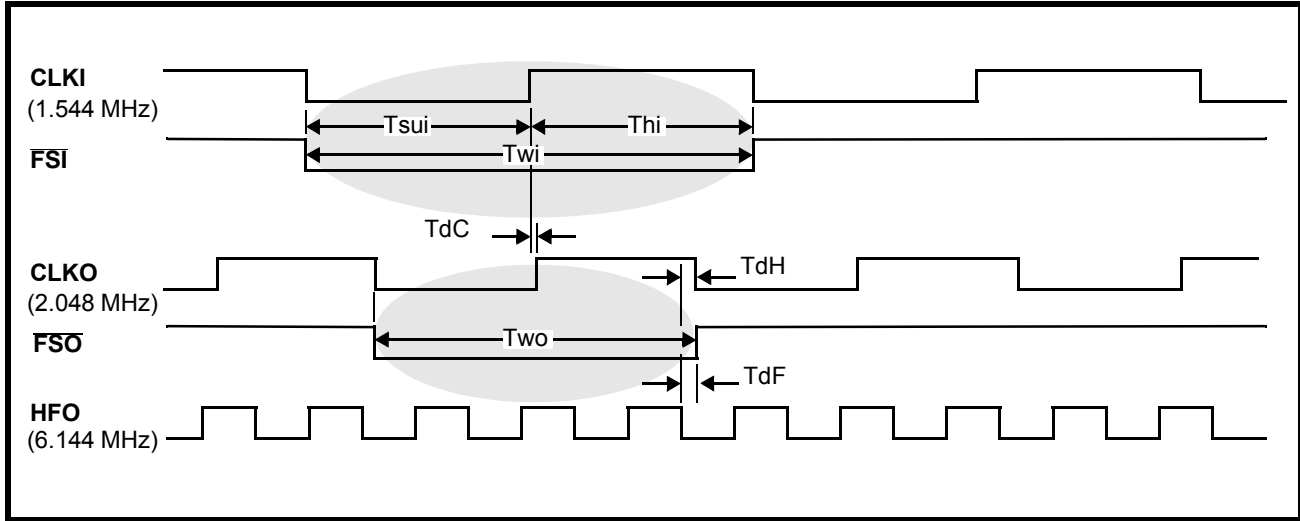 CLKI
(1.544 MHz)
Tsui
Thi
FSI
Twi
TdC
CLKO
(2.048 MHz)
TdH
FSO
Two
TdF
HFO
(6.144 MHz)